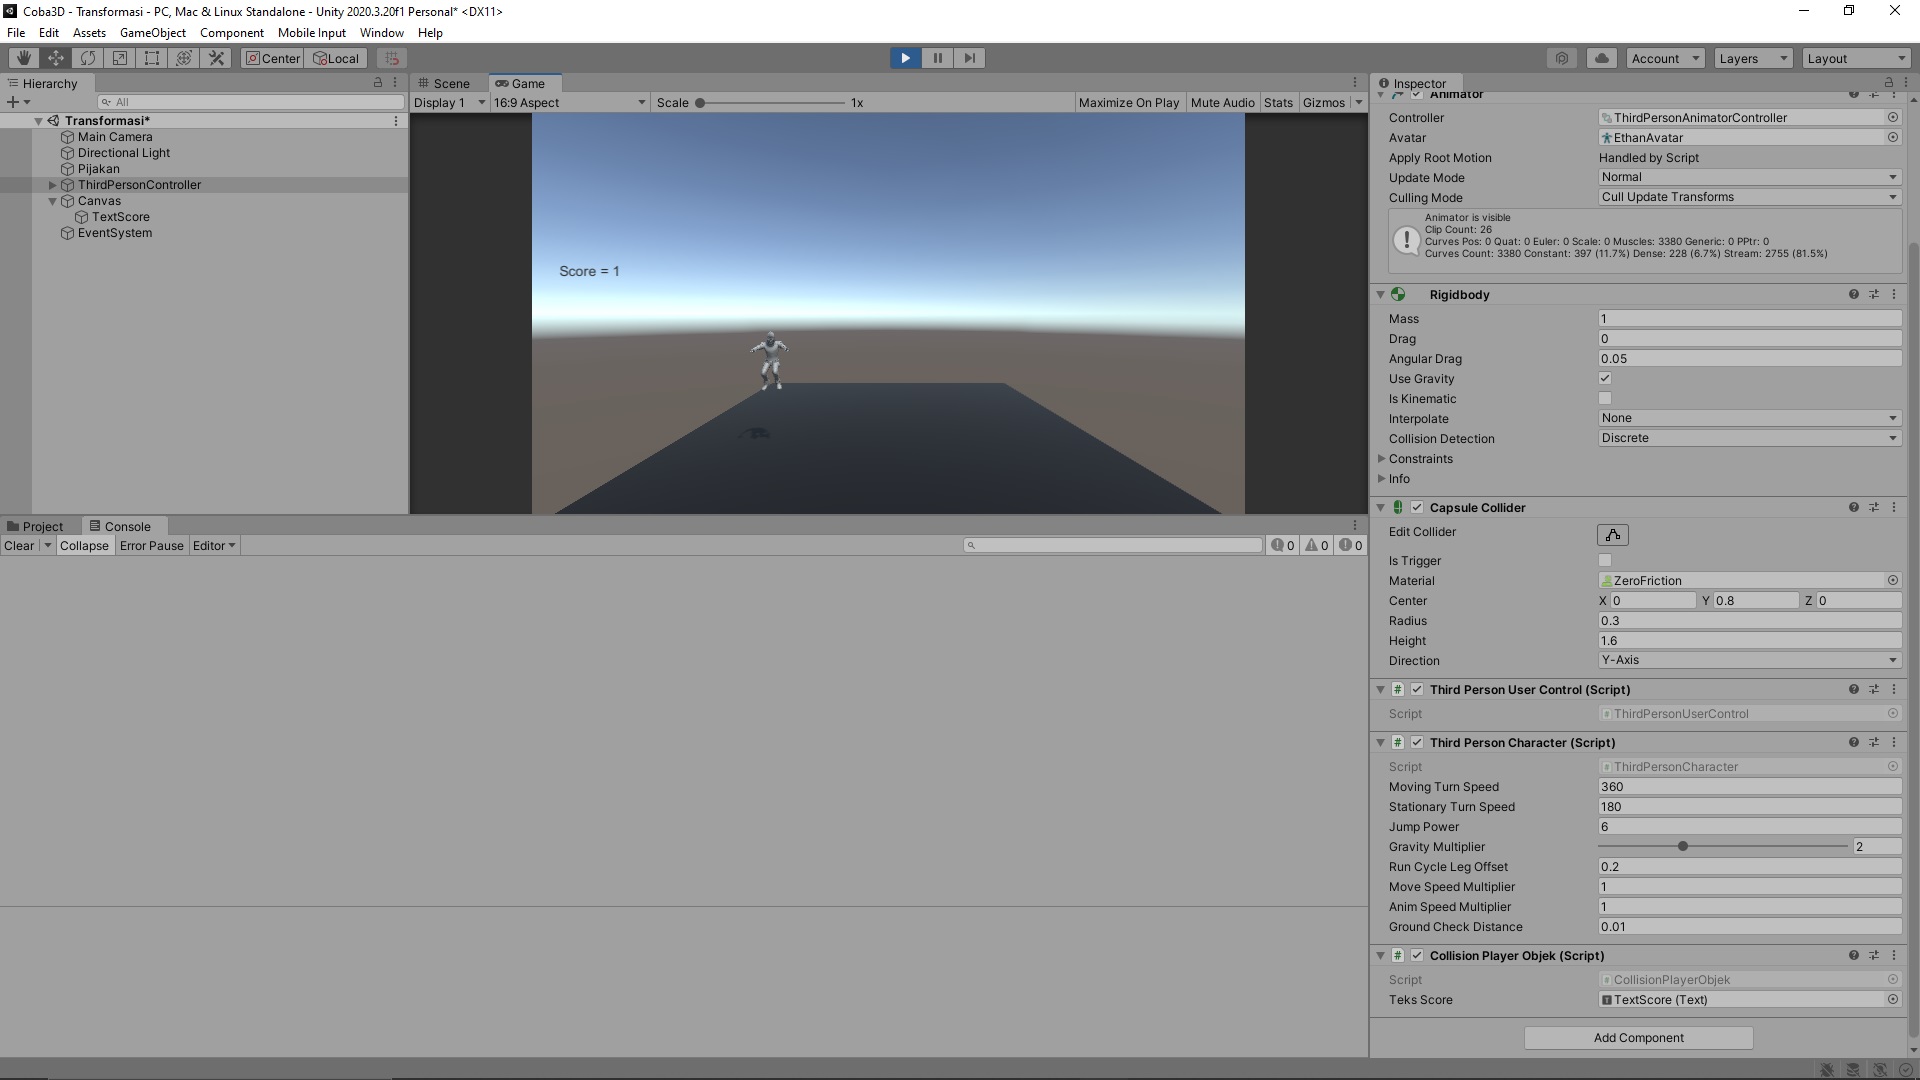 Coba3D - Transformasi - PC, Mac & Linux Standalone - Unity 2020.3.20f1 Personal* <DX11>
File Edit Assets GameObject Component Mobile Input Window Help
Center Local Account Layers Layout
Hierarchy
All
Transformasi*
Main Camera
Directional Light
Pijakan
ThirdPersonController
Canvas
TextScore
EventSystem
Scene Game
Display 1 16:9 Aspect Scale 1x Maximize On Play Mute Audio Stats Gizmos
Score = 1
Project Console
Clear Collapse Error Pause Editor 0 0 0
Inspector
Animator
Controller ThirdPersonAnimatorController
Avatar EthanAvatar
Apply Root Motion Handled by Script
Update Mode Normal
Culling Mode Cull Update Transforms
Animator is visible
Clip Count: 26
Curves Pos: 0 Quat: 0 Euler: 0 Scale: 0 Muscles: 3380 Generic: 0 PPtr: 0
Curves Count: 3380 Constant: 397 (11.7%) Dense: 228 (6.7%) Stream: 2755 (81.5%)
Rigidbody
Mass 1
Drag 0
Angular Drag 0.05
Use Gravity
Is Kinematic
Interpolate None
Collision Detection Discrete
Constraints
Info
Capsule Collider
Edit Collider
Is Trigger
Material ZeroFriction
Center X 0 Y 0.8 Z 0
Radius 0.3
Height 1.6
Direction Y-Axis
# Third Person User Control (Script)
Script ThirdPersonUserControl
# Third Person Character (Script)
Script ThirdPersonCharacter
Moving Turn Speed 360
Stationary Turn Speed 180
Jump Power 6
Gravity Multiplier 2
Run Cycle Leg Offset 0.2
Move Speed Multiplier 1
Anim Speed Multiplier 1
Ground Check Distance 0.01
# Collision Player Objek (Script)
Script CollisionPlayerObjek
Teks Score TextScore (Text)
Add Component